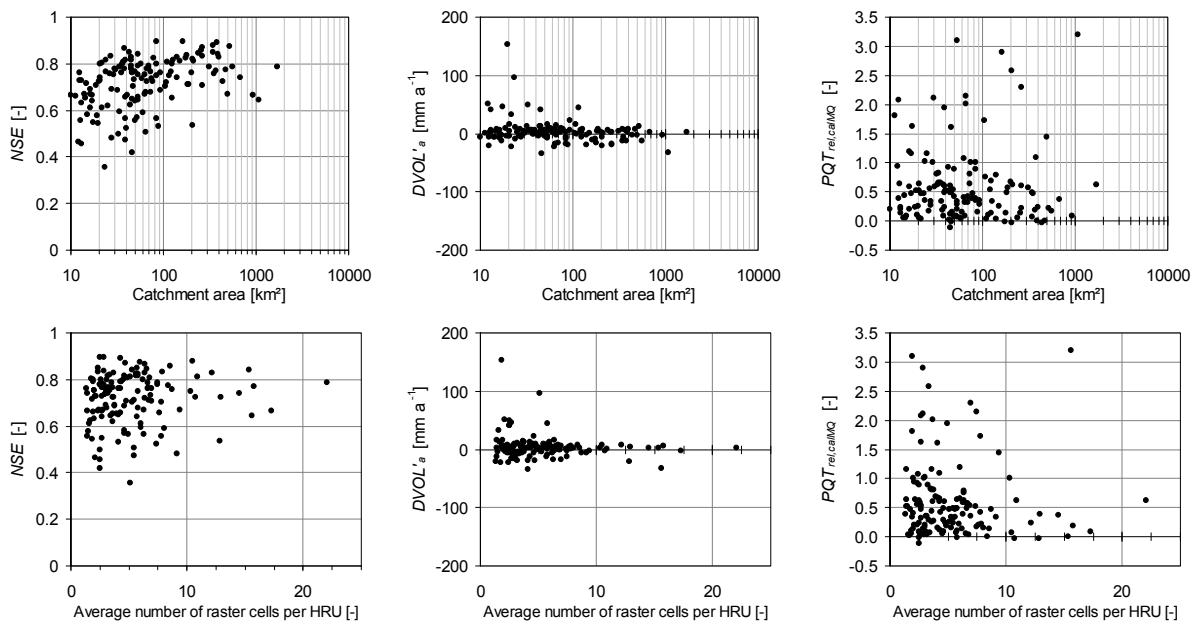 1
0.8
0.6
0.4
0.2
0
NSE [-]
10 100 1000 10000
Catchment area [km²]
200
100
0
-100
-200
DVOL'a [mm a-1]
10 100 1000 10000
Catchment area [km²]
3.5
3.0
2.5
2.0
1.5
1.0
0.5
0.0
-0.5
PQTrel,calMQ [-]
10 100 1000 10000
Catchment area [km²]
1
0.8
0.6
0.4
0.2
0
NSE [-]
0 10 20
Average number of raster cells per HRU [-]
200
100
0
-100
-200
DVOL'a [mm a-1]
0 10 20
Average number of raster cells per HRU [-]
3.5
3.0
2.5
2.0
1.5
1.0
0.5
0.0
-0.5
PQTrel,calMQ [-]
0 10 20
Average number of raster cells per HRU [-]